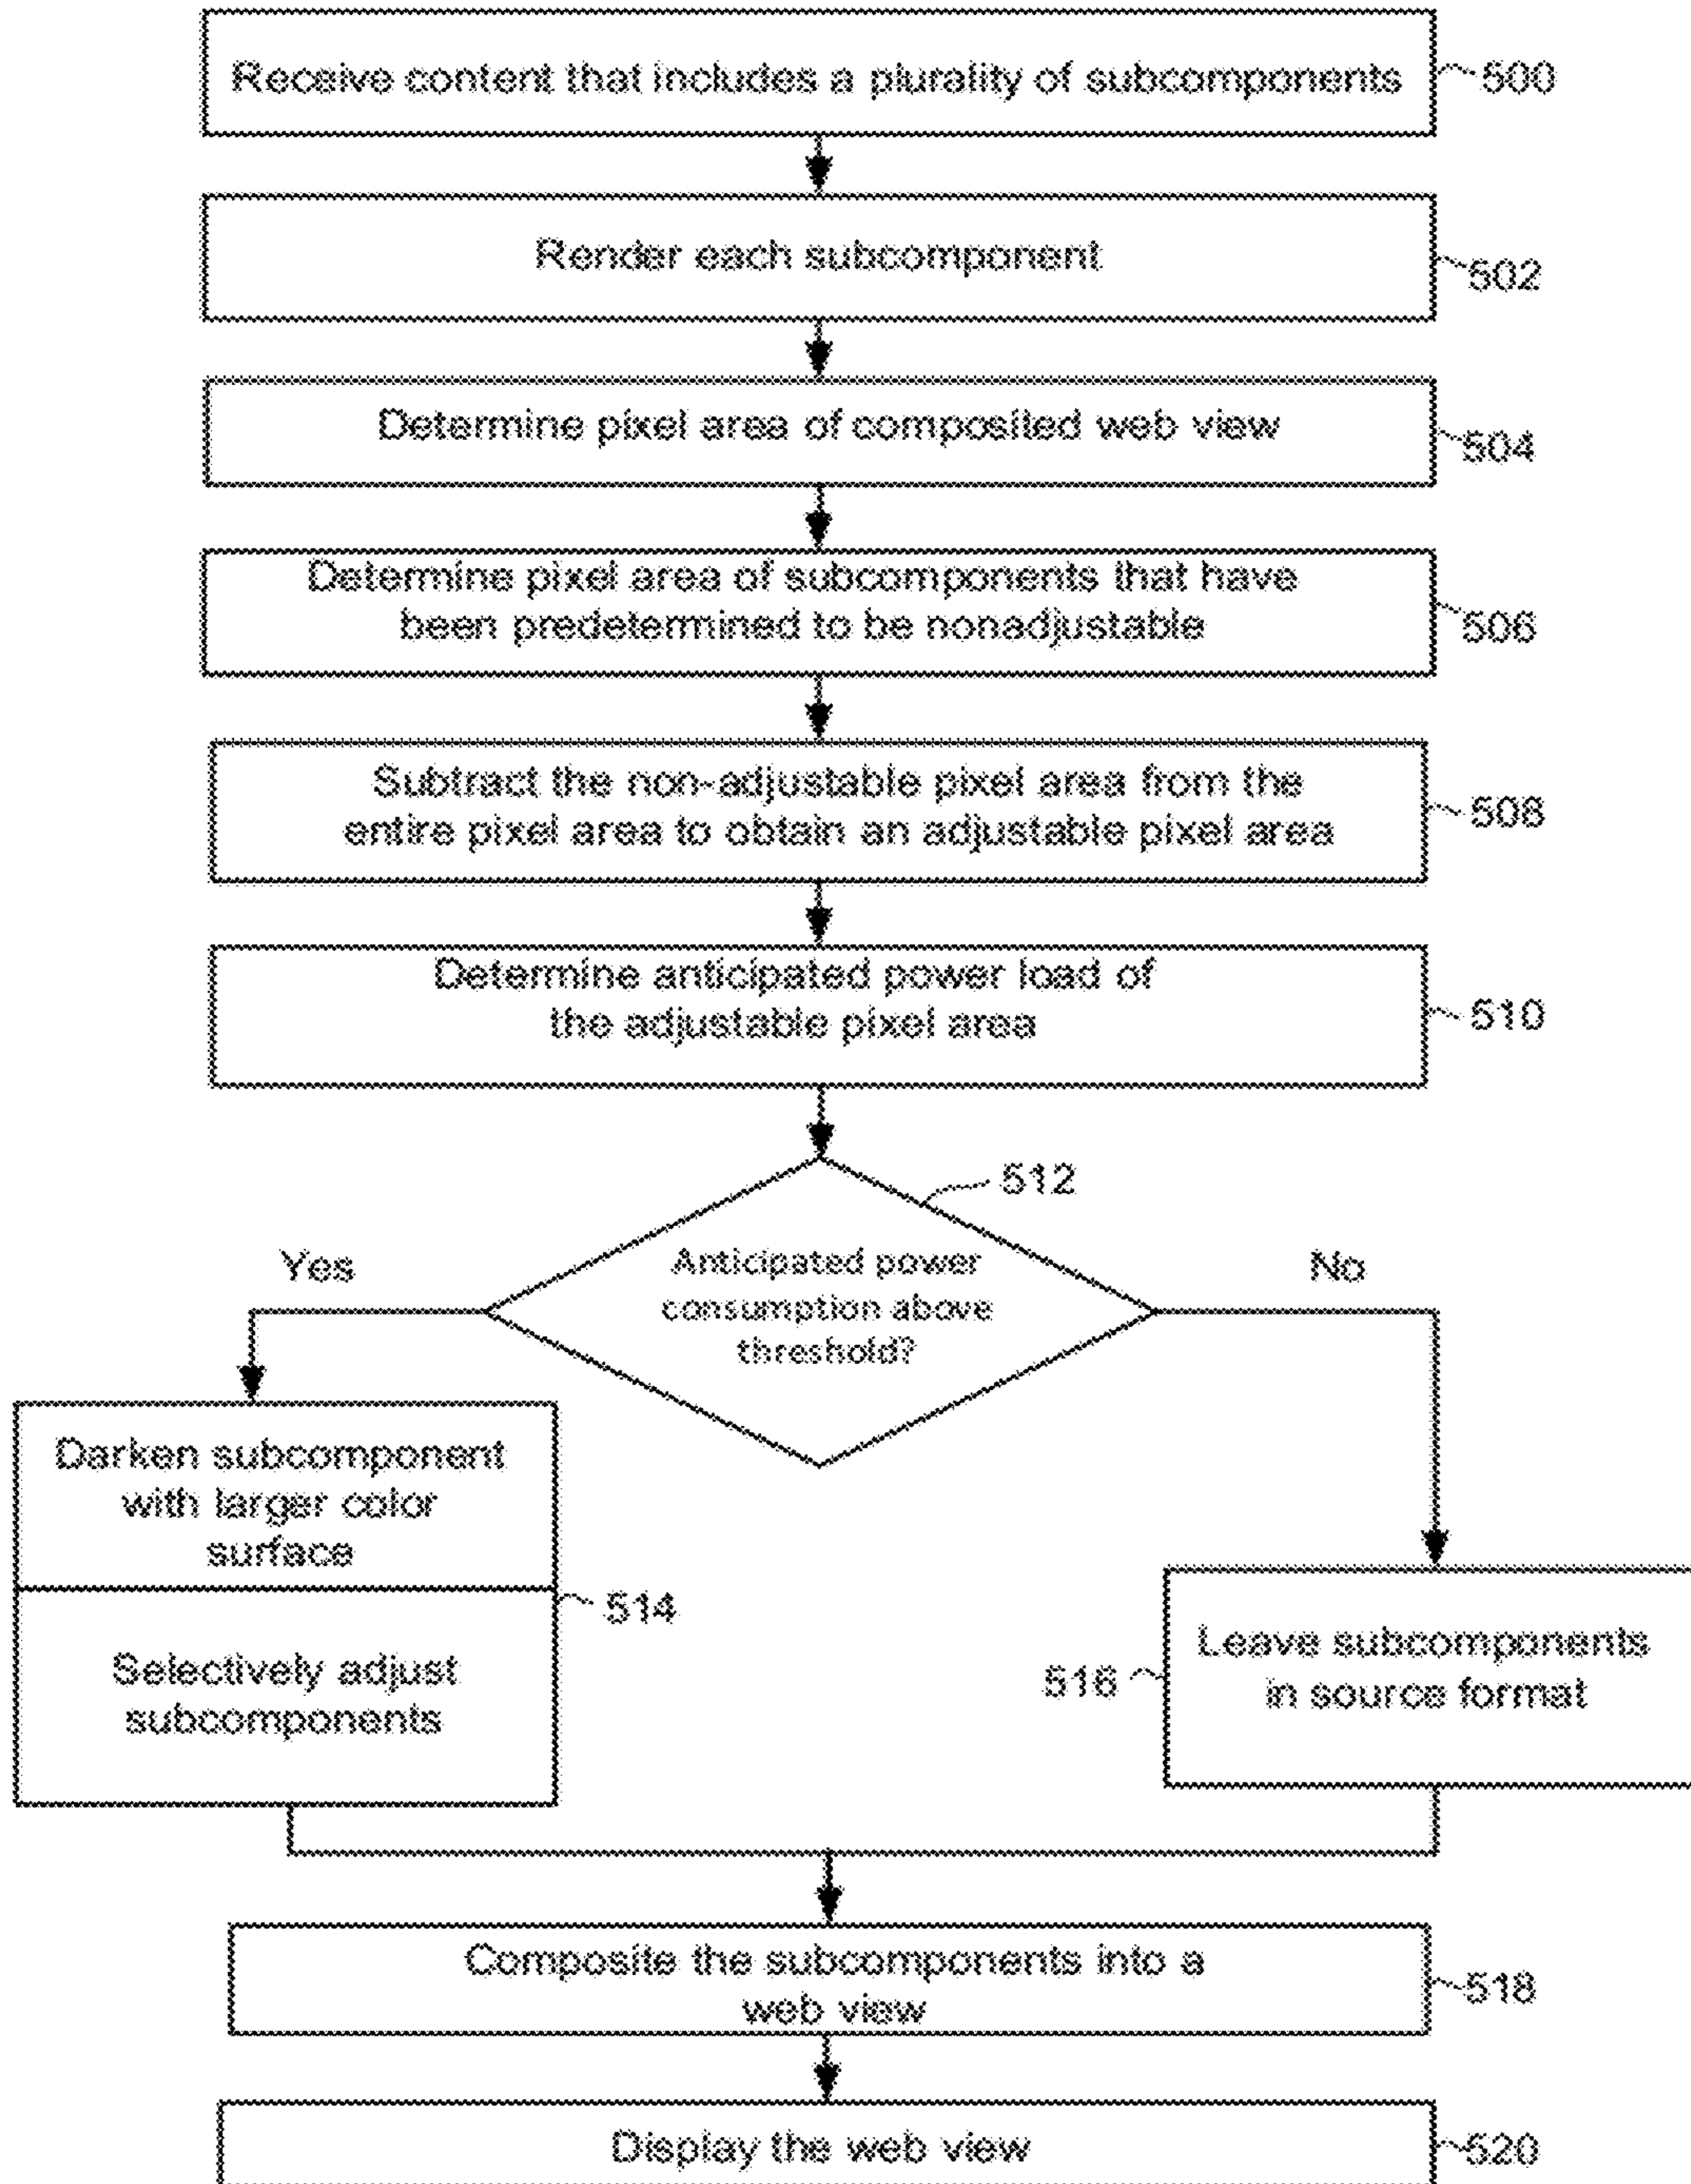 Receive content that includes a plurality of subcomponents
500
Render each subcomponent
502
Determine pixel area of composited web view
504
Determine pixel area of subcomponents that have
been predetermined to be nonadjustable
506
Subtract the non-adjustable pixel area from the
entire pixel area to obtain an adjustable pixel area
508
Determine anticipated power load of
the adjustable pixel area
510
512
Anticipated power
consumption above
threshold?
Yes
No
Darken subcomponent
with larger color
surface
514
Selectively adjust
subcomponents
Leave subcomponents
in source format
516
Composite the subcomponents into a
web view
518
Display the web view
520